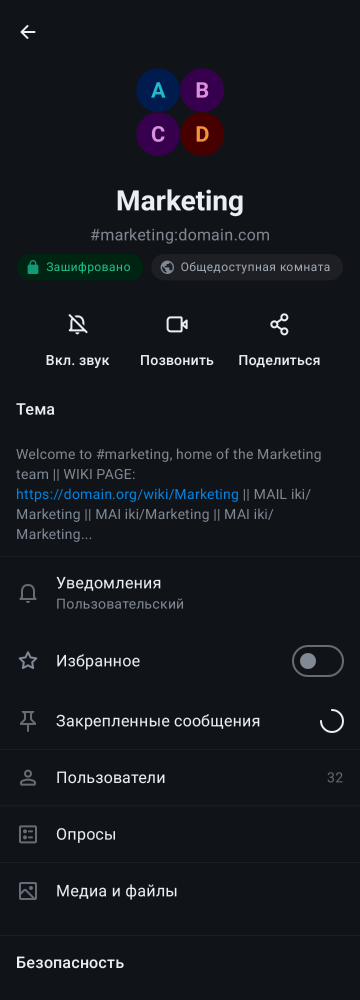 A B
C D
Marketing
#marketing:domain.com
Зашифровано Общедоступная комната
Вкл. звук Позвонить Поделиться
Тема
Welcome to #marketing, home of the Marketing
team || WIKI PAGE:
https://domain.org/wiki/Marketing || MAIL iki/
Marketing || MAI iki/Marketing || MAI iki/
Marketing...
Уведомления
Пользовательский
Избранное
Закрепленные сообщения
Пользователи 32
Опросы
Медиа и файлы
Безопасность